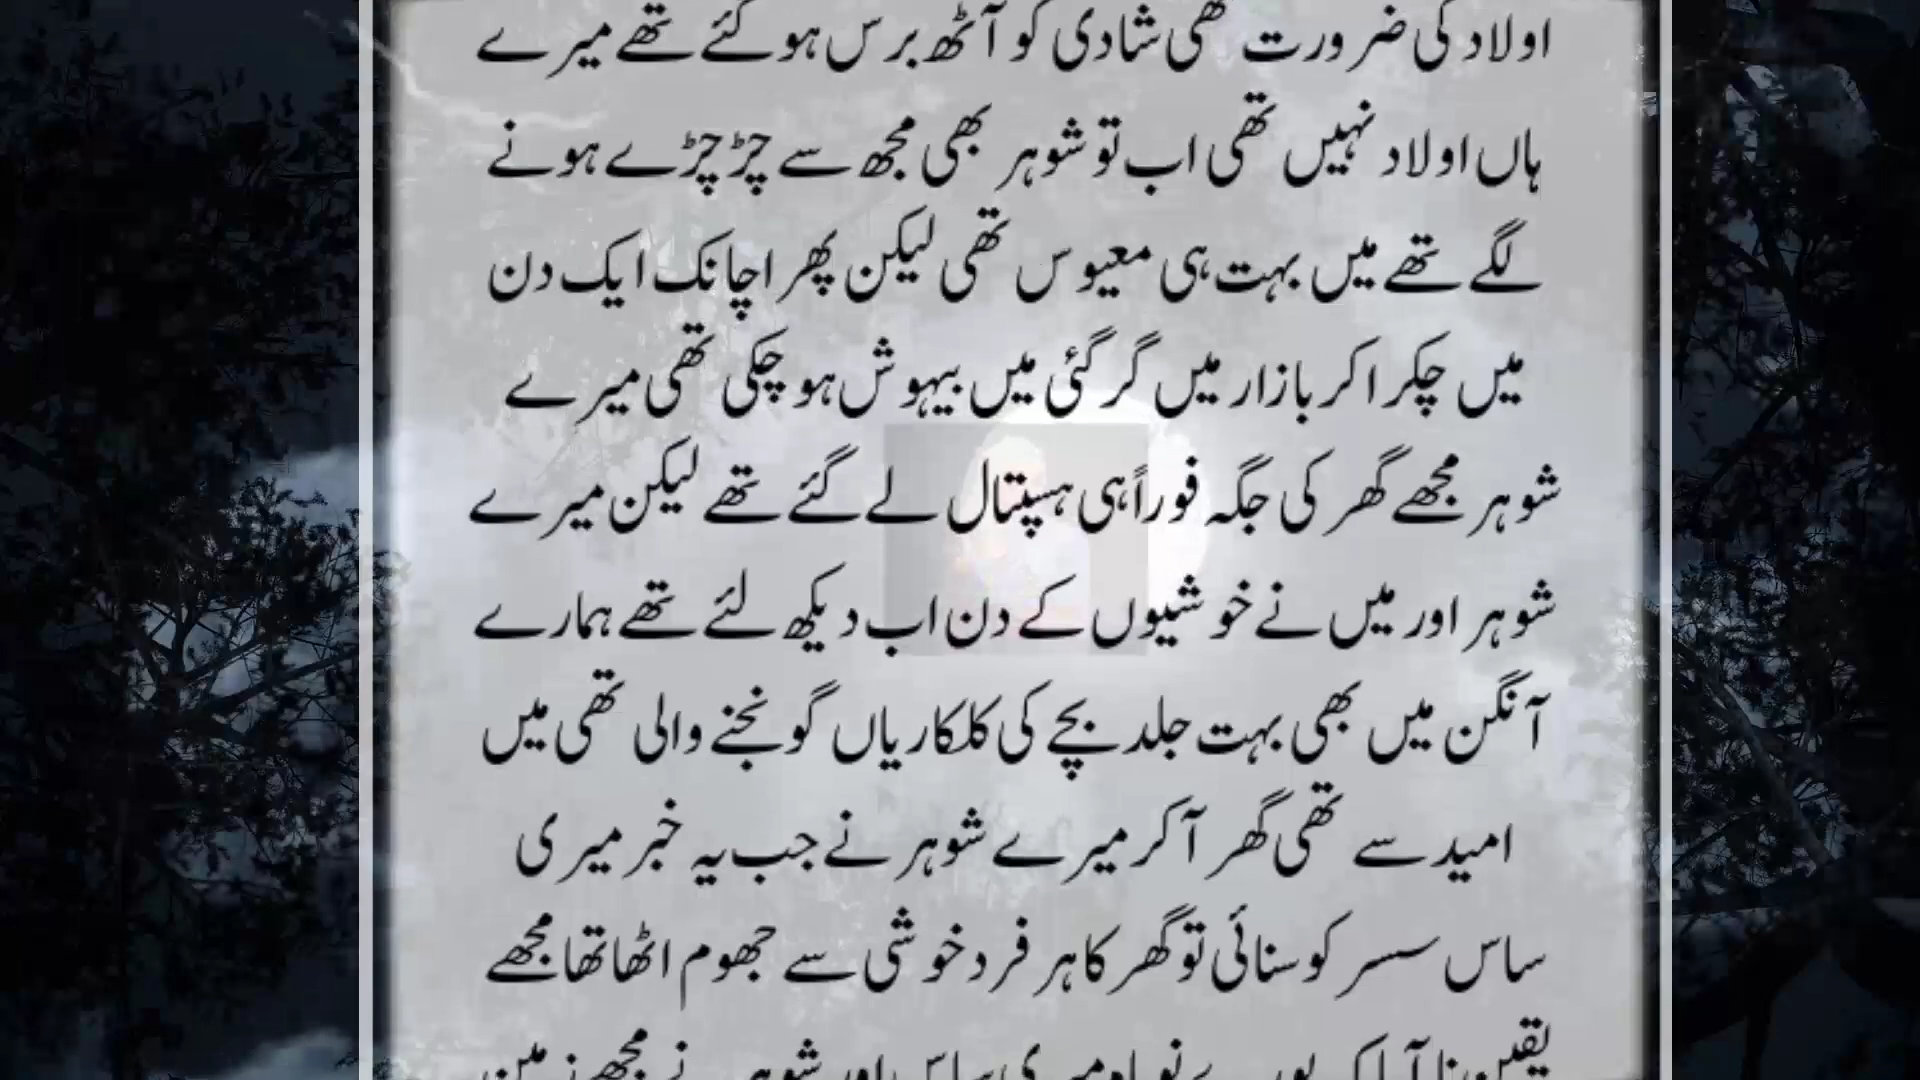 اولاد کی ضرورت تھی شادی کو آٹھ برس ہو گئے تھے میرے
ہاں اولاد نہیں تھی اب تو شوہر بھی مجھ سے چڑچڑے ہونے
لگے تھے میں بہت ہی معیوس تھی لیکن پھر اچانک ایک دن
میں چکرا کر بازار میں گر گئی میں بیہوش ہو چکی تھی میرے
شوہر مجھے گھر کی جگہ فوراً ہی ہسپتال لے گئے تھے لیکن میرے
شوہر اور میں نے خوشیوں کے دن اب دیکھ لئے تھے ہمارے
آنگن میں بھی بہت جلد بچے کی کلکاریاں گونجنے والی تھی میں
امید سے تھی گھر آ کر میرے شوہر نے جب یہ خبر میری
ساس سسر کو سنائی تو گھر کا ہر فرد خوشی سے جھوم اٹھا تھا مجھے